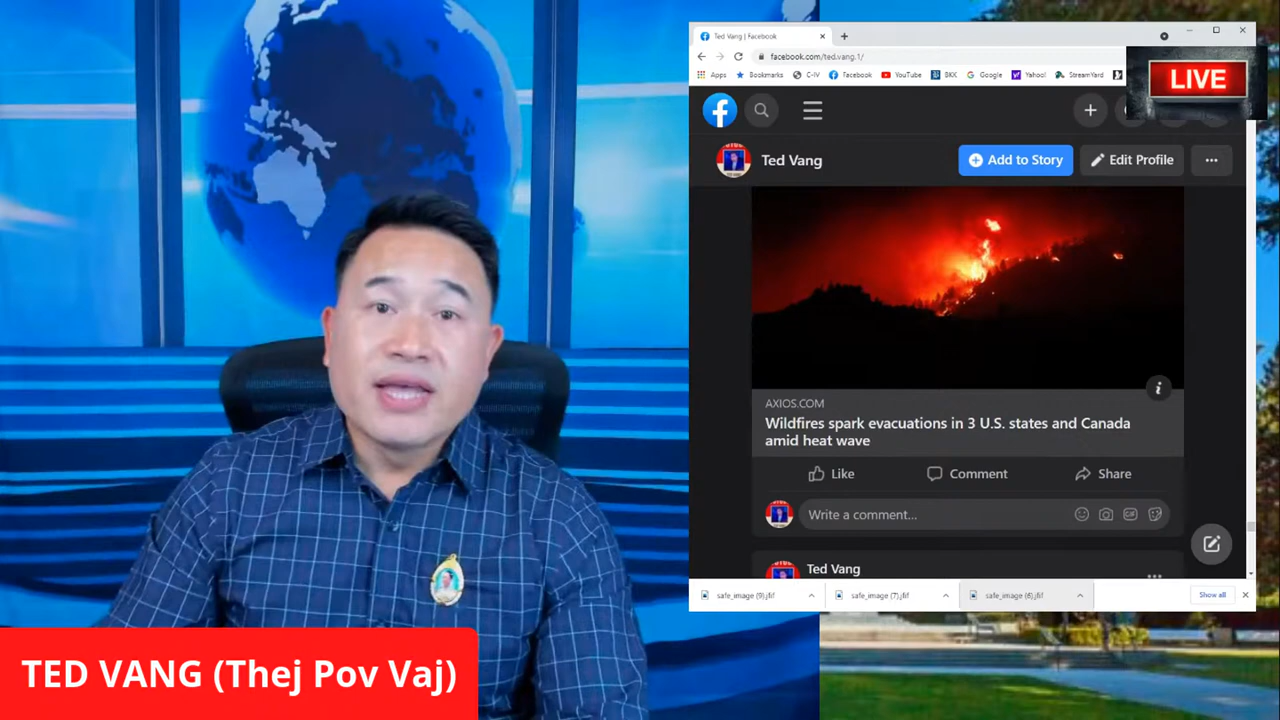 Ted Vang | Facebook
facebook.com/ted.vang.1/
Apps Bookmarks C-IV Facebook YouTube BKK Google Yahoo! StreamYard
LIVE
Ted Vang
Add to Story
Edit Profile
AXIOS.COM
Wildfires spark evacuations in 3 U.S. states and Canada
amid heat wave
Like Comment Share
Write a comment...
GIF
Ted Vang
safe_image (9).jfif safe_image (7).jfif safe_image (6).jfif Show all
TED VANG (Thej Pov Vaj)